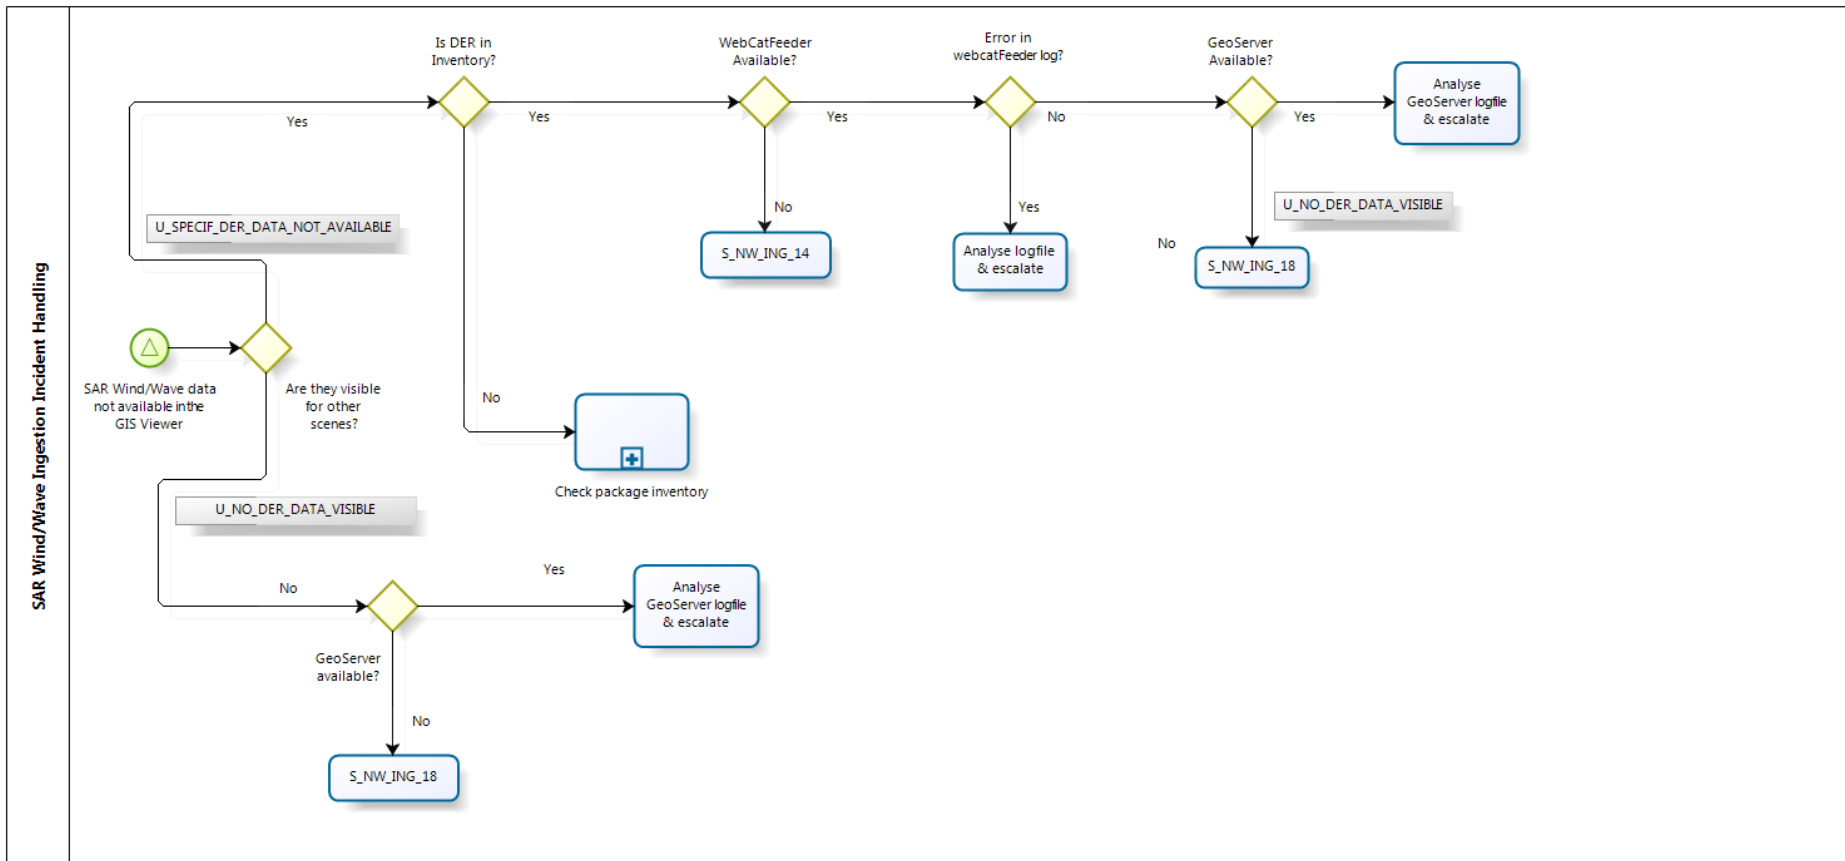 SAR Wind/Wave Ingestion Incident Handling
Is DER in
Inventory?
WebCatFeeder
Available?
Error in
webcatFeeder log?
GeoServer
Available?
Analyse
GeoServer logfile
& escalate
Yes
Yes
Yes
No
Yes
U_SPECIF_DER_DATA_NOT_AVAILABLE
No
Yes
U_NO_DER_DATA_VISIBLE
No
S_NW_ING_14
Analyse logfile
& escalate
S_NW_ING_18
SAR Wind/Wave data
not available inthe
GIS Viewer
Are they visible
for other
scenes?
No
Check package inventory
U_NO_DER_DATA_VISIBLE
No
Yes
Analyse
GeoServer logfile
& escalate
GeoServer
available?
No
S_NW_ING_18